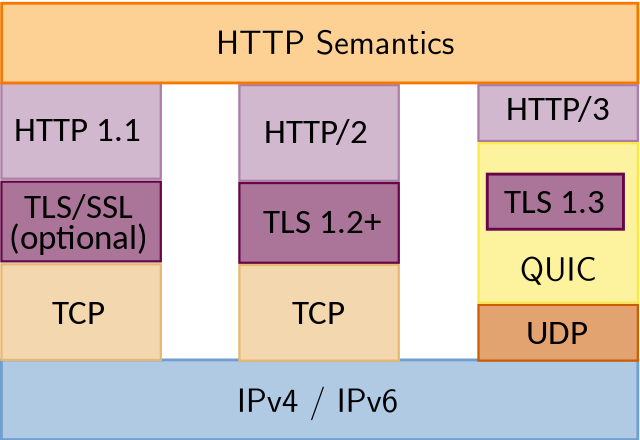 HTTP Semantics
HTTP 1.1
TLS/SSL
(optional)
TCP
HTTP/2
TLS 1.2+
TCP
HTTP/3
TLS 1.3
QUIC
UDP
IPv4 / IPv6